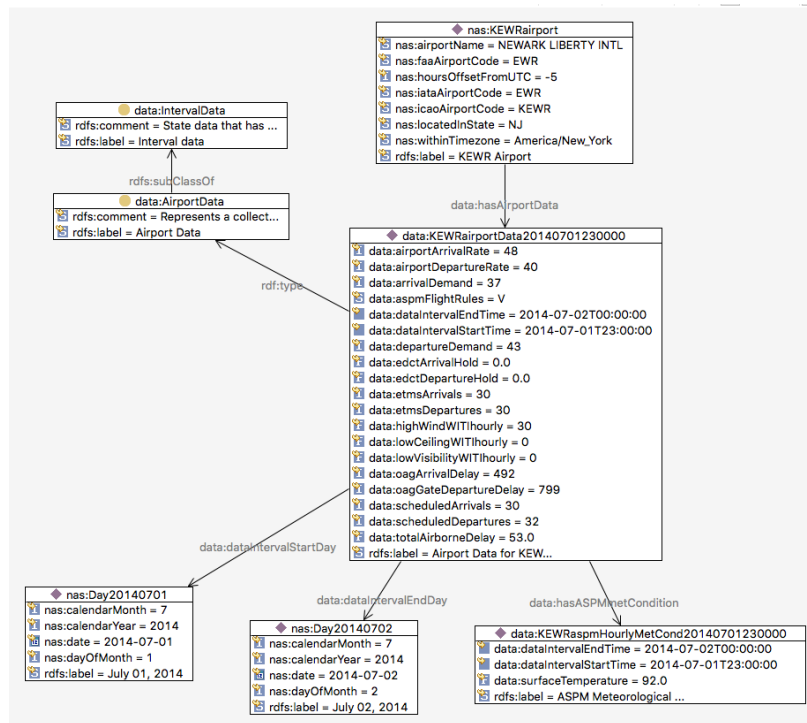 nas:KEWRairport
nas:airportName = NEWARK LIBERTY INTL
nas:faaAirportCode = EWR
nas:hoursOffsetFromUTC = -5
nas:iataAirportCode = EWR
nas:icaoAirportCode = KEWR
nas:locatedInState = NJ
nas:withinTimezone = America/New_York
rdfs:label = KEWR Airport
data:IntervalData
rdfs:comment = State data that has ...
rdfs:label = Interval data
rdfs:subClassOf
data:AirportData
rdfs:comment = Represents a collect...
rdfs:label = Airport Data
data:hasAirportData
rdf:type
data:KEWRairportData20140701230000
data:airportArrivalRate = 48
data:airportDepartureRate = 40
data:arrivalDemand = 37
data:aspmFlightRules = V
data:dataIntervalEndTime = 2014-07-02T00:00:00
data:dataIntervalStartTime = 2014-07-01T23:00:00
data:departureDemand = 43
data:edctArrivalHold = 0.0
data:edctDepartureHold = 0.0
data:etmsArrivals = 30
data:etmsDepartures = 30
data:highWindWITIhourly = 30
data:lowCeilingWITIhourly = 0
data:lowVisibilityWITIhourly = 0
data:oagArrivalDelay = 492
data:oagGateDepartureDelay = 799
data:scheduledArrivals = 30
data:scheduledDepartures = 32
data:totalAirborneDelay = 53.0
rdfs:label = Airport Data for KEW...
data:dataIntervalStartDay
data:dataIntervalEndDay
data:hasASPMmetCondition
nas:Day20140701
nas:calendarMonth = 7
nas:calendarYear = 2014
nas:date = 2014-07-01
nas:dayOfMonth = 1
rdfs:label = July 01, 2014
nas:Day20140702
nas:calendarMonth = 7
nas:calendarYear = 2014
nas:date = 2014-07-02
nas:dayOfMonth = 2
rdfs:label = July 02, 2014
data:KEWRaspmHourlyMetCond20140701230000
data:dataIntervalEndTime = 2014-07-02T00:00:00
data:dataIntervalStartTime = 2014-07-01T23:00:00
data:surfaceTemperature = 92.0
rdfs:label = ASPM Meteorological ...